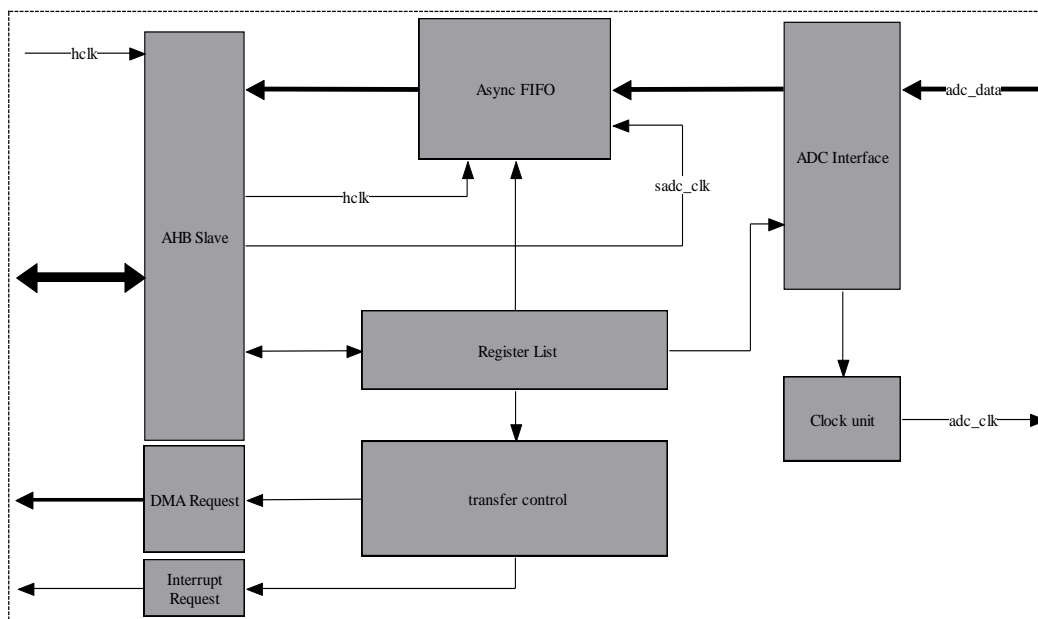 hclk
Async FIFO
adc_data
ADC Interface
hclk
sadc_clk
AHB Slave
Register List
Clock unit
adc_clk
DMA Request
transfer control
Interrupt
Request